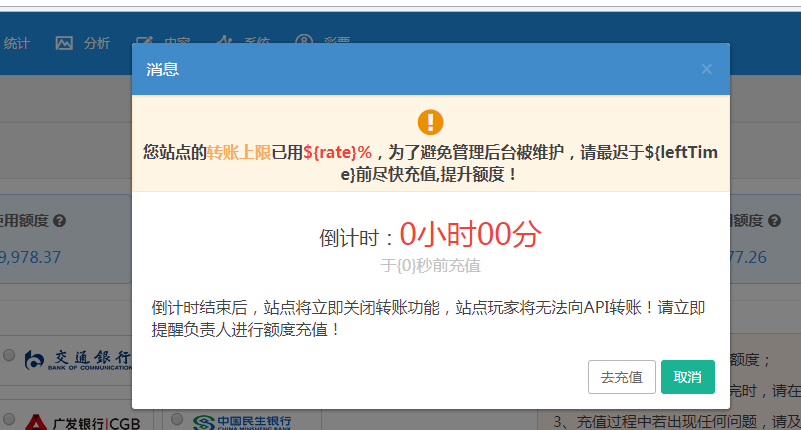 统计 分析 内容 系统 彩票
消息 ×
您站点的转账上限已用${rate}%，为了避免管理后台被维护，请最迟于${leftTim
e}前尽快充值,提升额度！
使用额度
用额度
9,978.37
77.26
倒计时：0小时00分
于{0}秒前充值
倒计时结束后，站点将立即关闭转账功能，站点玩家将无法向API转账！请立即
提醒负责人进行额度充值！
去充值 取消
交通银行
BANK OF COMMUNICATION
额度；
完时，请在
广发银行|CGB
中国民生银行
CHINA MINSHENG BANK
3、充值过程中若出现任何问题，请及